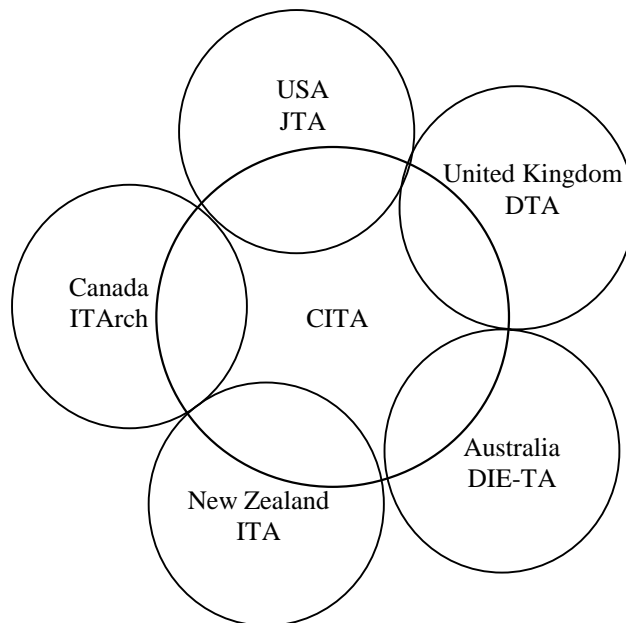 USA
JTA
United Kingdom
DTA
Canada
ITArch
CITA
Australia
DIE-TA
New Zealand
ITA